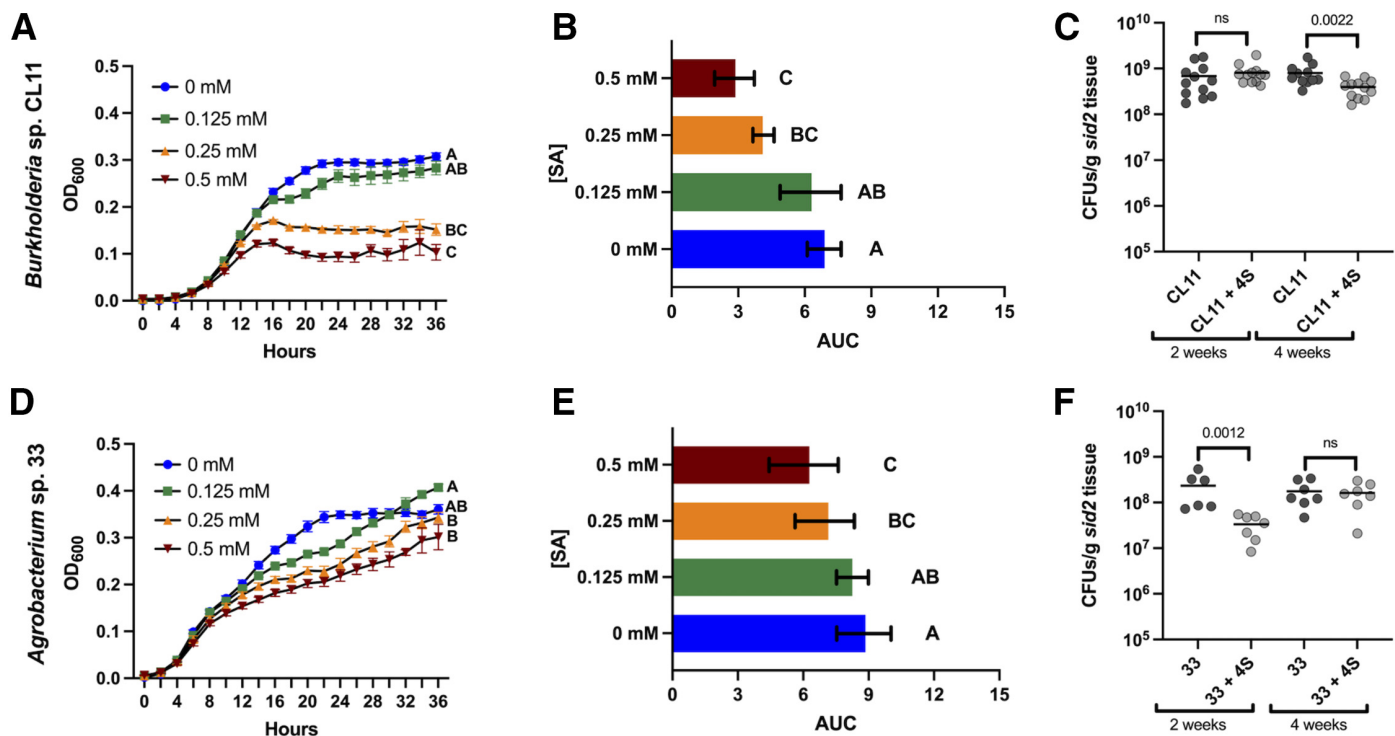 A
Burkholderia sp. CL11
OD600
0.5
0.4
0.3
0.2
0.1
0.0
0 mM
0.125 mM
0.25 mM
0.5 mM
A
AB
BC
C
0 4 8 12 16 20 24 28 32 36
Hours
B
[SA]
0.5 mM
0.25 mM
0.125 mM
0 mM
C
BC
AB
A
0 3 6 9 12 15
AUC
C
CFUs/g sid2 tissue
10^10
10^9
10^8
10^7
10^6
10^5
ns
0.0022
CL11
CL11 + 4S
CL11
CL11 + 4S
2 weeks
4 weeks
D
Agrobacterium sp. 33
OD600
0.5
0.4
0.3
0.2
0.1
0.0
0 mM
0.125 mM
0.25 mM
0.5 mM
A
AB
B
B
0 4 8 12 16 20 24 28 32 36
Hours
E
[SA]
0.5 mM
0.25 mM
0.125 mM
0 mM
C
BC
AB
A
0 3 6 9 12 15
AUC
F
CFUs/g sid2 tissue
10^10
10^9
10^8
10^7
10^6
10^5
0.0012
ns
33
33 + 4S
33
33 + 4S
2 weeks
4 weeks